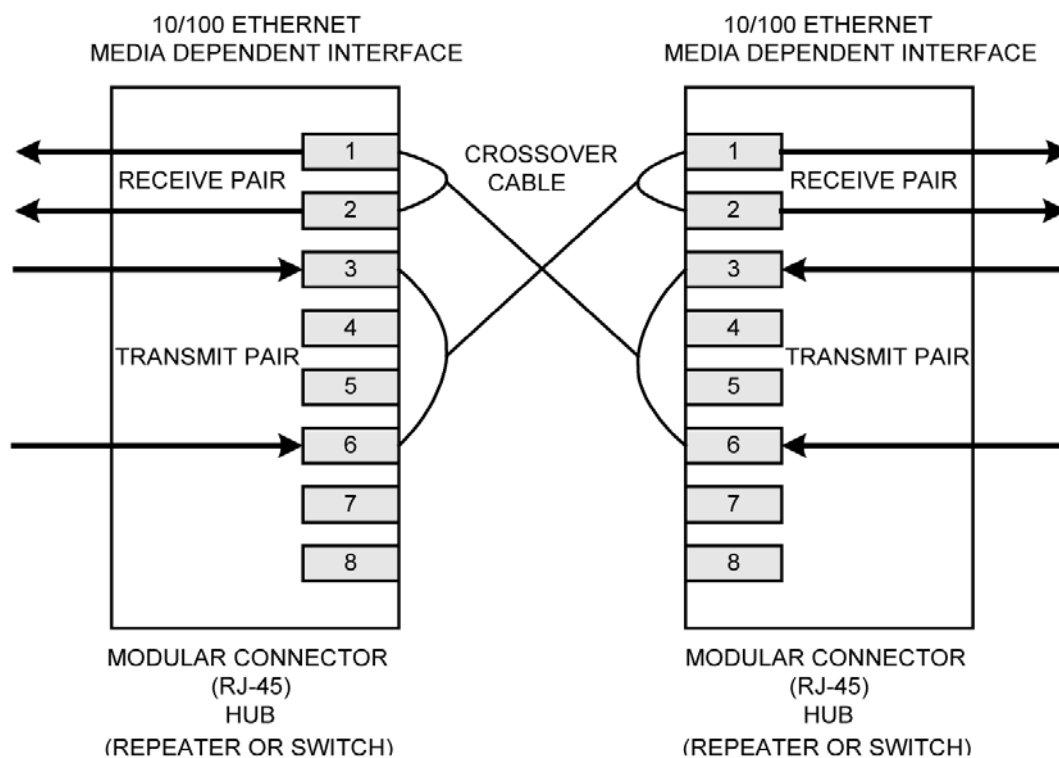 10/100 ETHERNET
MEDIA DEPENDENT INTERFACE
10/100 ETHERNET
MEDIA DEPENDENT INTERFACE
1
CROSSOVER
CABLE
1
RECEIVE PAIR
RECEIVE PAIR
2
2
3
3
4
4
TRANSMIT PAIR
TRANSMIT PAIR
5
5
6
6
7
7
8
8
MODULAR CONNECTOR
(RJ-45)
HUB
(REPEATER OR SWITCH)
MODULAR CONNECTOR
(RJ-45)
HUB
(REPEATER OR SWITCH)